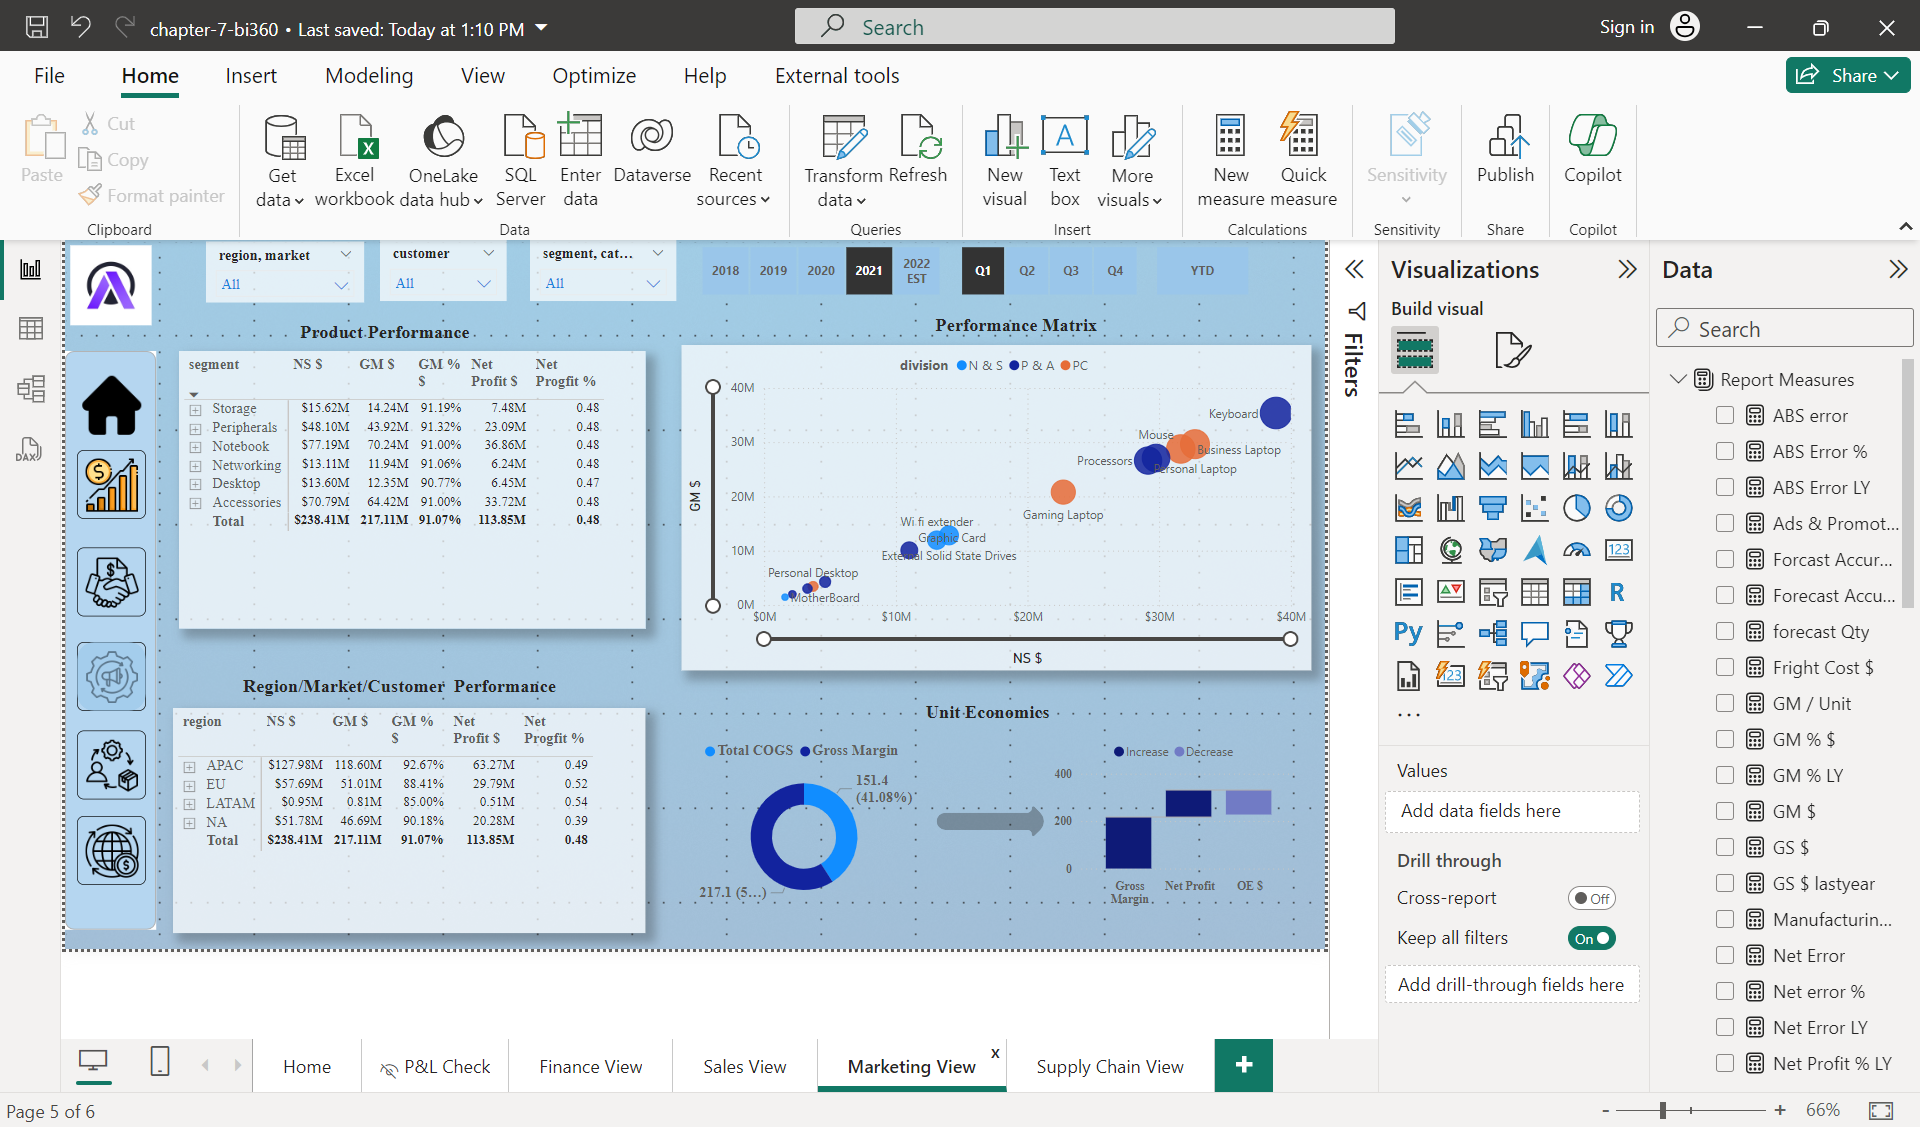 chapter-7-bi360 • Last saved: Today at 1:10 PM
Search
Sign in
File Home Insert Modeling View Optimize Help External tools
Share
Paste
Cut
Copy
Format painter
Clipboard
Get data
Excel workbook
OneLake data hub
SQL Server
Enter data
Dataverse
Recent sources
Data
Transform data
Refresh
Queries
New visual
Text box
More visuals
Insert
New measure
Quick measure
Calculations
Sensitivity
Sensitivity
Publish
Share
Copilot
Copilot
region, market
All
customer
All
segment, cat...
All
2018 2019 2020 2021 2022 EST
Q1 Q2 Q3 Q4
YTD
Product Performance
segment NS $ GM $ GM % $ Net Profit $ Net Progfit %
Storage $15.62M 14.24M 91.19% 7.48M 0.48
Peripherals $48.10M 43.92M 91.32% 23.09M 0.48
Notebook $77.19M 70.24M 91.00% 36.86M 0.48
Networking $13.11M 11.94M 91.06% 6.24M 0.48
Desktop $13.60M 12.35M 90.77% 6.45M 0.47
Accessories $70.79M 64.42M 91.00% 33.72M 0.48
Total $238.41M 217.11M 91.07% 113.85M 0.48
Performance Matrix
division N & S P & A PC
40M
30M
20M
10M
0M
GM $
Keyboard
Mouse
Business Laptop
Processors
Personal Laptop
Gaming Laptop
Wi fi extender
Graphic Card
External Solid State Drives
Personal Desktop
MotherBoard
$0M $10M $20M $30M $40M
NS $
Region/Market/Customer Performance
region NS $ GM $ GM % $ Net Profit $ Net Progfit %
APAC $127.98M 118.60M 92.67% 63.27M 0.49
EU $57.69M 51.01M 88.41% 29.79M 0.52
LATAM $0.95M 0.81M 85.00% 0.51M 0.54
NA $51.78M 46.69M 90.18% 20.28M 0.39
Total $238.41M 217.11M 91.07% 113.85M 0.48
Unit Economics
Total COGS Gross Margin
151.4
(41.08%)
217.1 (5...)
Increase Decrease
400
200
0
Gross Margin Net Profit OE $
Filters
Visualizations
Build visual
123
R
Py
123
...
Values
Add data fields here
Drill through
Cross-report
Off
Keep all filters
On
Add drill-through fields here
Data
Search
Report Measures
ABS error
ABS Error %
ABS Error LY
Ads & Promot...
Forcast Accur...
Forecast Accu...
forecast Qty
Fright Cost $
GM / Unit
GM % $
GM % LY
GM $
GS $
GS $ lastyear
Manufacturin...
Net Error
Net error %
Net Error LY
Net Profit % LY
DAX
Home
P&L Check
Finance View
Sales View
Marketing View
x
Supply Chain View
+
Page 5 of 6
- + 66%